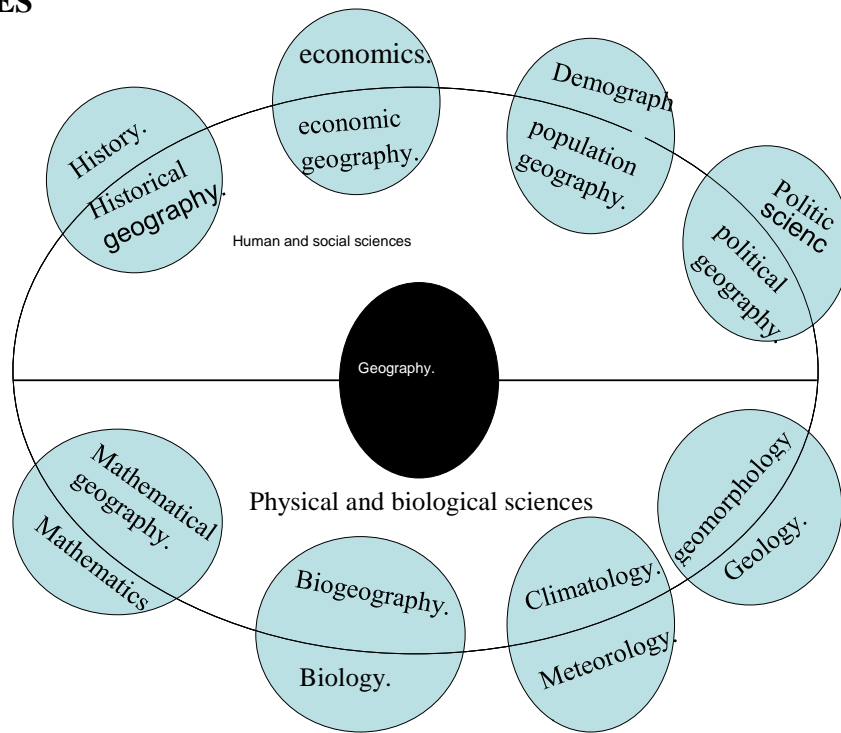 ES
economics.
economic
geography.
Demograph
population
geography.
History.
Historical
geography.
Politic
scienc
political
geography.
Human and social sciences
Geography.
Physical and biological sciences
Mathematical
geography.
Mathematics
Biogeography.
Biology.
Climatology.
Meteorology.
geomorphology
Geology.